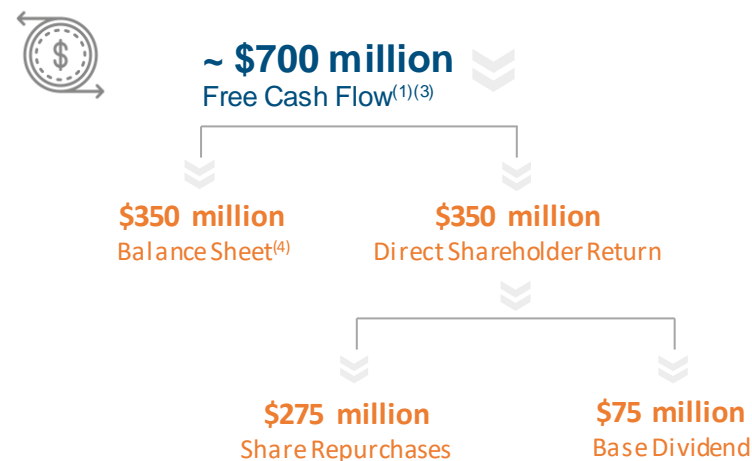 $
~ $700 million
Free Cash Flow(1)(3)
$350 million
Balance Sheet(4)
$350 million
Direct Shareholder Return
$275 million
Share Repurchases
$75 million
Base Dividend